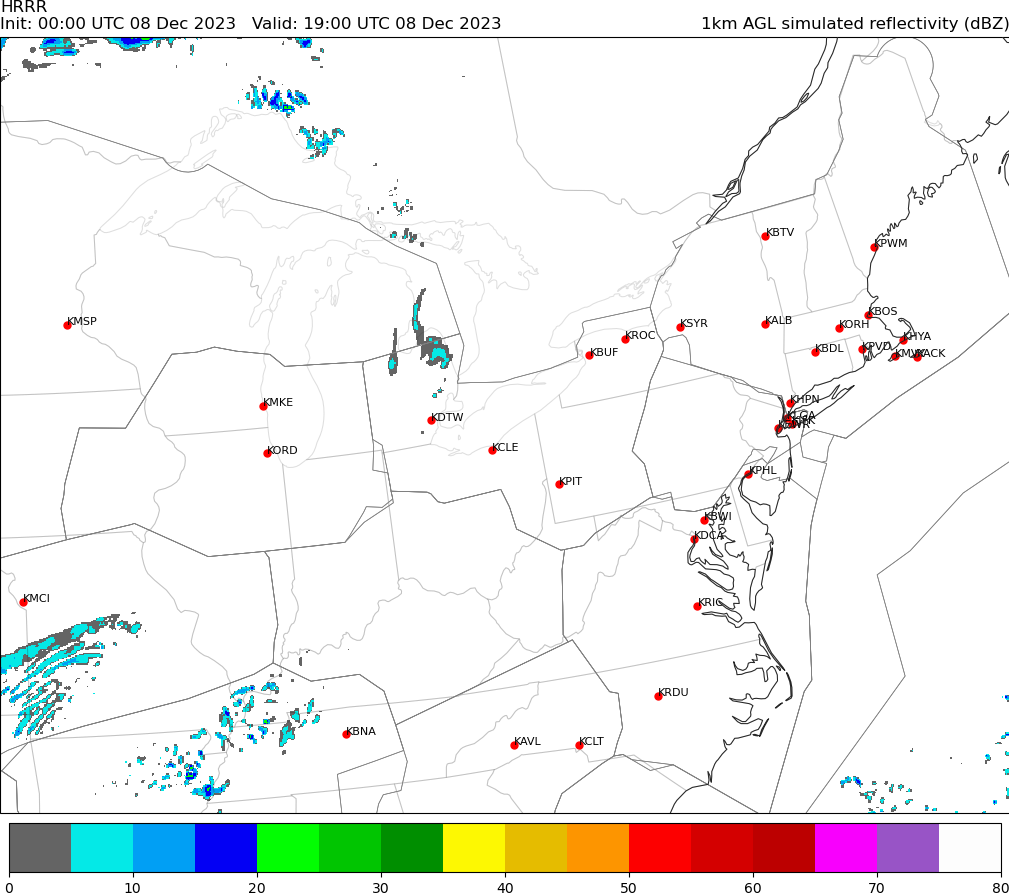 HRRR
Init: 00:00 UTC 08 Dec 2023 Valid: 19:00 UTC 08 Dec 2023 1km AGL simulated reflectivity (dBZ)
KBTV
KPWM
KBOS
KMSP
KSYR
KALB
KORH
KROC
KHYA
KBUF
KBDL
KPVD
KACK
KMKE
KHPN
KDTW
KLGA
KORD
KCLE
KPHL
KPIT
KBWI
KDCA
KMCI
KRIC
KRDU
KBNA
KAVL
KCLT
0 10 20 30 40 50 60 70 80